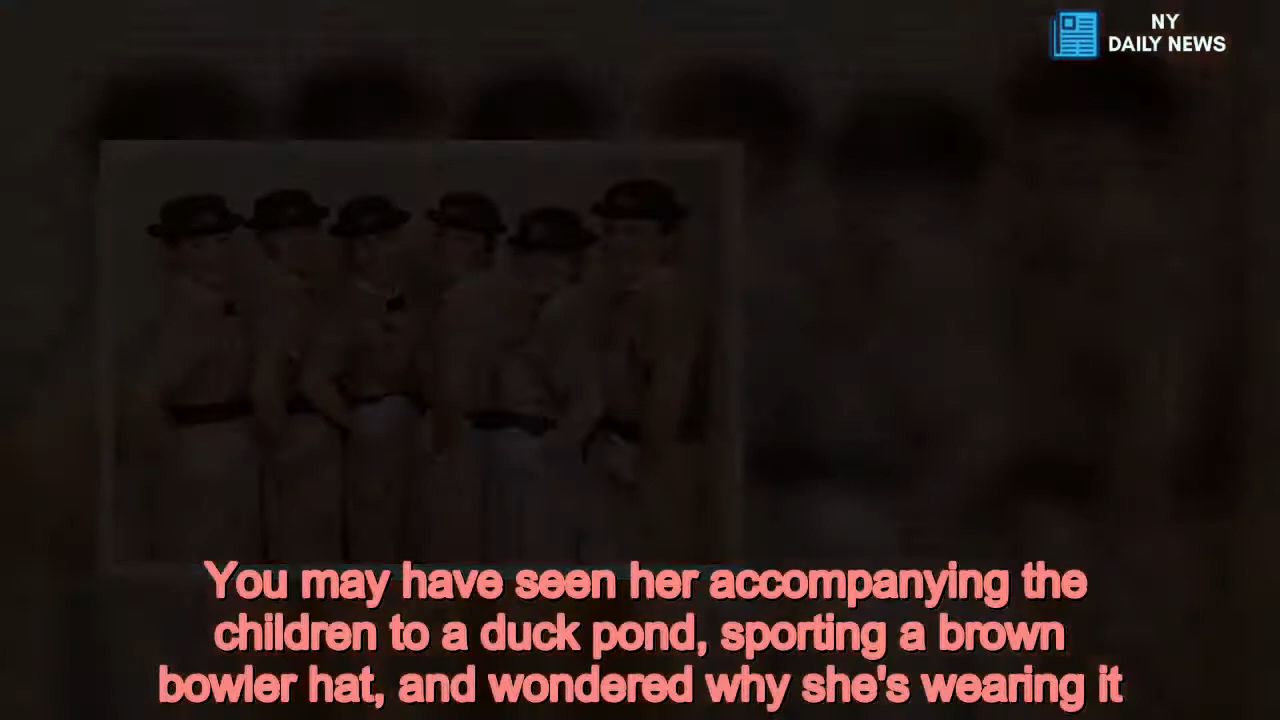 NY
DAILY NEWS
You may have seen her accompanying the
children to a duck pond, sporting a brown
bowler hat, and wondered why she's wearing it